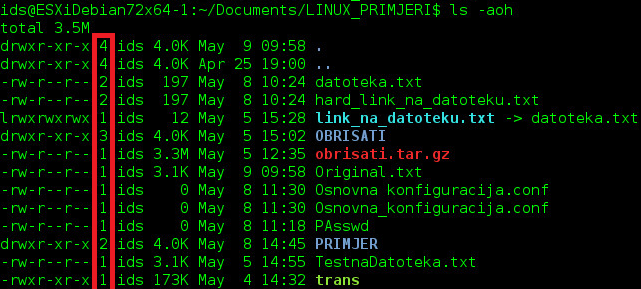 ids@ESXiDebian72x64-1:~/Documents/LINUX_PRIMJERI$ ls -aoh
total 3.5M
drwxr-xr-x 4 ids 4.0K May  9 09:58 .
drwxr-xr-x 4 ids 4.0K Apr 25 19:00 ..
-rw-r--r-- 2 ids  197 May  8 10:24 datoteka.txt
-rw-r--r-- 2 ids  197 May  8 10:24 hard_link_na_datoteku.txt
lrwxrwxrwx 1 ids   12 May  5 15:28 link_na_datoteku.txt -> datoteka.txt
drwxr-xr-x 3 ids 4.0K May  5 15:02 OBRISATI
-rw-r--r-- 1 ids 3.3M May  5 12:35 obrisati.tar.gz
-rw-r--r-- 1 ids 3.1K May  9 09:58 Original.txt
-rw-r--r-- 1 ids    0 May  8 11:30 Osnovna konfiguracija.conf
-rw-r--r-- 1 ids    0 May  8 11:30 Osnovna_konfiguracija.conf
-rw-r--r-- 1 ids    0 May  8 11:18 PAsswd
drwxr-xr-x 2 ids 4.0K May  8 14:45 PRIMJER
-rw-r--r-- 1 ids 3.1K May  5 14:55 TestnaDatoteka.txt
-rwxr-xr-x 1 ids 173K May  4 14:32 trans